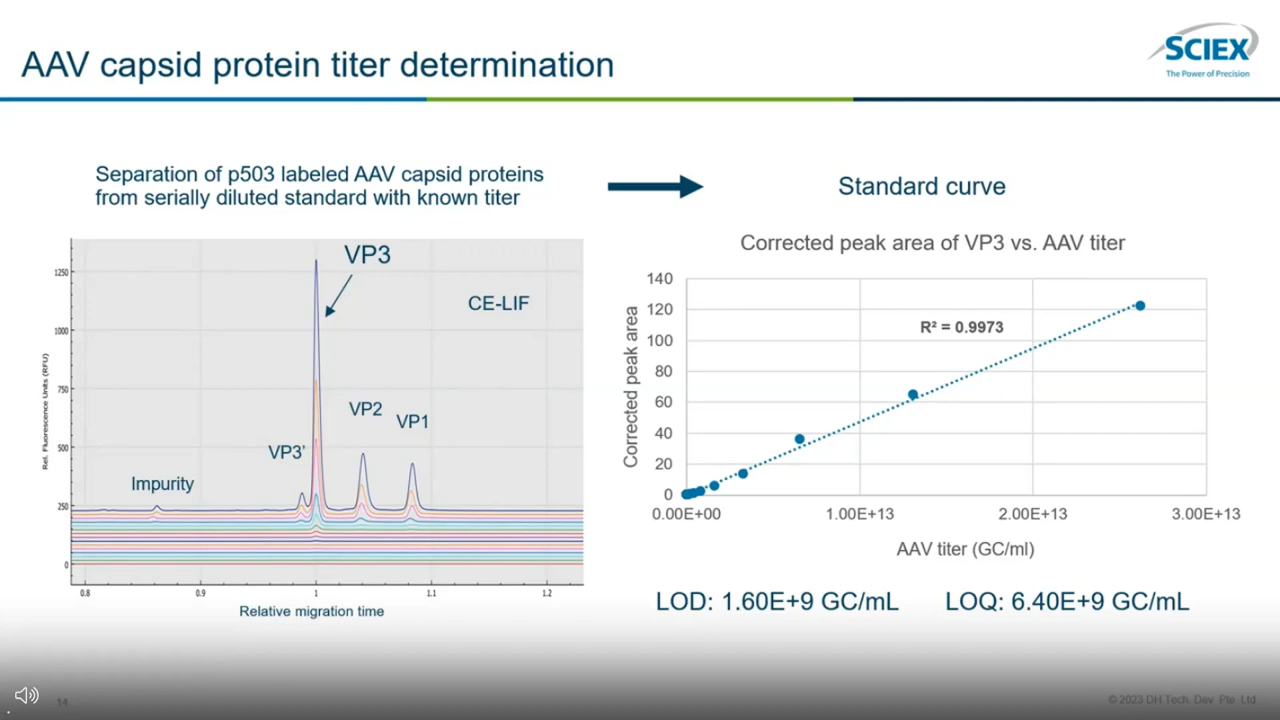 AAV capsid protein titer determination
SCIEX
The Power of Precision
Separation of p503 labeled AAV capsid proteins
from serially diluted standard with known titer
Standard curve
VP3
CE-LIF
VP2
VP1
VP3'
Impurity
1250
1000
750
500
250
0
Rel. Fluorescence Units (RFU)
0.8
0.9
1
1.1
1.2
Relative migration time
Corrected peak area of VP3 vs. AAV titer
140
120
100
80
60
40
20
0
Corrected peak area
R² = 0.9973
0.00E+00
1.00E+13
2.00E+13
3.00E+13
AAV titer (GC/ml)
LOD: 1.60E+9 GC/mL
LOQ: 6.40E+9 GC/mL
14
© 2023 DH Tech. Dev. Pte. Ltd.